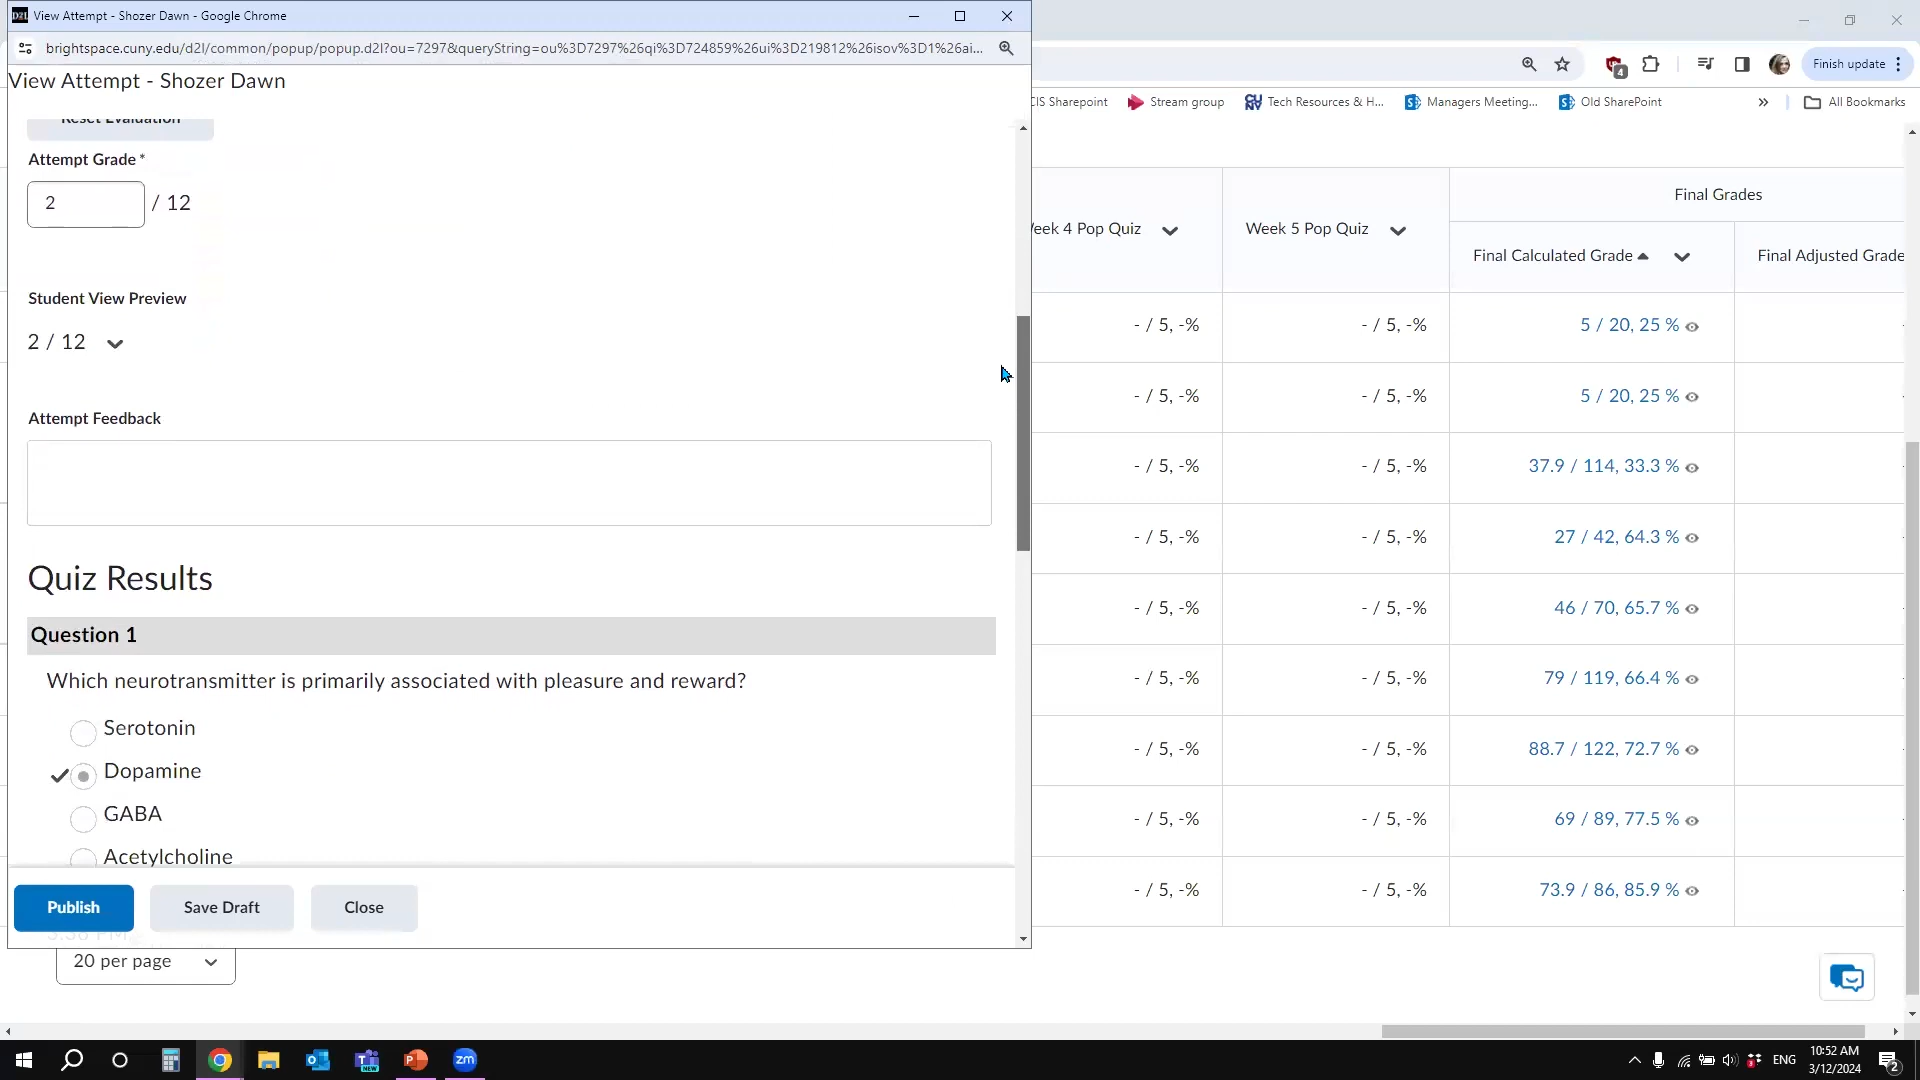 View Attempt - Shozer Dawn - Google Chrome
brightspace.cuny.edu/d2l/common/popup/popup.d2l?ou=7297&queryString=ou%3D7297%26qi%3D724859%26ui%3D219812%26isov%3D1%26ai...
View Attempt - Shozer Dawn
Reset Evaluation
Attempt Grade *
2 / 12
Student View Preview
2 / 12
Attempt Feedback
Quiz Results
Question 1
Which neurotransmitter is primarily associated with pleasure and reward?
Serotonin
Dopamine
GABA
Acetylcholine
Publish Save Draft Close
20 per page
4
Finish update
CIS Sharepoint Stream group Tech Resources & H... Managers Meeting... Old SharePoint All Bookmarks
Final Grades
Week 4 Pop Quiz Week 5 Pop Quiz Final Calculated Grade Final Adjusted Grade
- / 5, -% - / 5, -% 5 / 20, 25 %
- / 5, -% - / 5, -% 5 / 20, 25 %
- / 5, -% - / 5, -% 37.9 / 114, 33.3 %
- / 5, -% - / 5, -% 27 / 42, 64.3 %
- / 5, -% - / 5, -% 46 / 70, 65.7 %
- / 5, -% - / 5, -% 79 / 119, 66.4 %
- / 5, -% - / 5, -% 88.7 / 122, 72.7 %
- / 5, -% - / 5, -% 69 / 89, 77.5 %
- / 5, -% - / 5, -% 73.9 / 86, 85.9 %
ENG
10:52 AM
3/12/2024
2